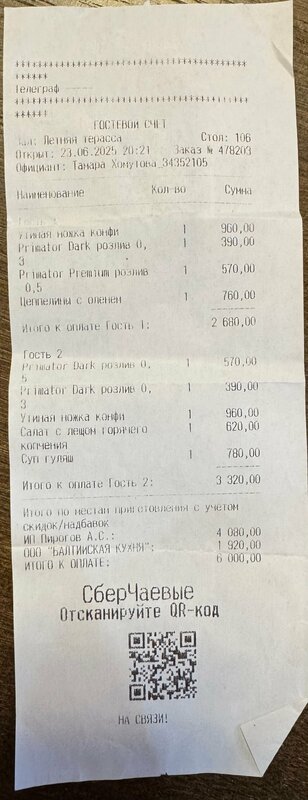 ********************************
******
Телеграф -----
********************************
******
ГОСТЕВОЙ СЧЕТ
Зал: Летняя терасса Стол: 106
Открыт: 23.06.2025 20:21 Заказ № 478203
Официант: Тамара Хомутова_34352105
Наименование Кол-во Сумма
Гость 1
Утиная ножка конфи 1 960,00
Primator Dark розлив 0, 1 390,00
3
Primator Premium розлив 1 570,00
0,5
Цеппелины с оленем 1 760,00
Итого к оплате Гость 1: 2 680,00
Гость 2
Primator Dark розлив 0, 1 570,00
5
Primator Dark розлив 0, 1 390,00
3
Утиная ножка конфи 1 960,00
Салат с лещом горячего 1 620,00
копчения
Суп гуляш 1 780,00
Итого к оплате Гость 2: 3 320,00
Итого по местам приготовления с учетом
скидок/надбавок
ИП Пирогов А.С.: 4 080,00
ООО "БАЛТИЙСКАЯ КУХНЯ": 1 920,00
ИТОГО К ОПЛАТЕ: 6 000,00
СберЧаевые
Отсканируйте QR-код
НА СВЯЗИ!